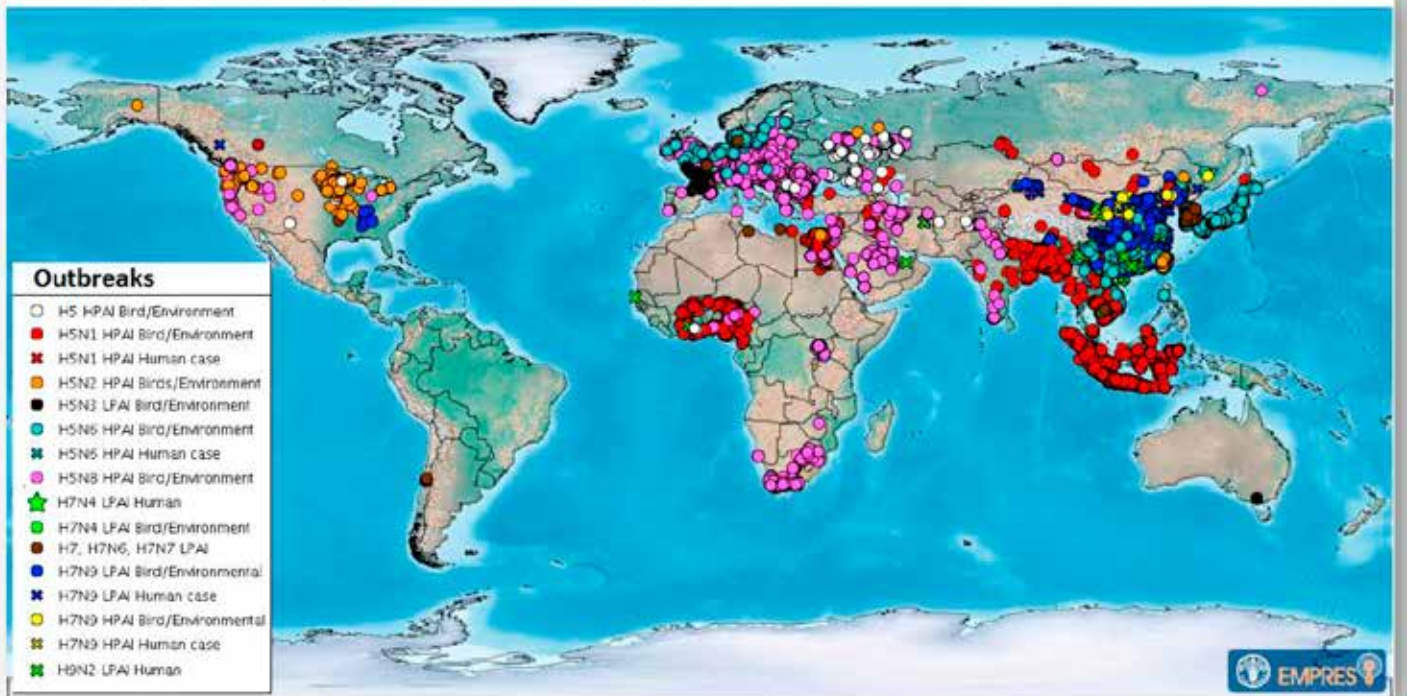 Outbreaks
H5 HPAI Bird/Environment
H5N1 HPAI Bird/Environment
H5N1 HPAI Human case
H5N2 HPAI Birds/Environment
H5N3 LPAI Bird/Environment
H5N6 HPAI Bird/Environment
H5N6 HPAI Human case
H5N8 HPAI Bird/Environment
H7N4 LPAI Human
H7N4 LPAI Bird/Environment
H7, H7N6, H7N7 LPAI
H7N9 LPAI Bird/Environmental
H7N9 LPAI Human case
H7N9 HPAI Bird/Environmental
H7N9 HPAI Human case
H9N2 LPAI Human
EMPRES